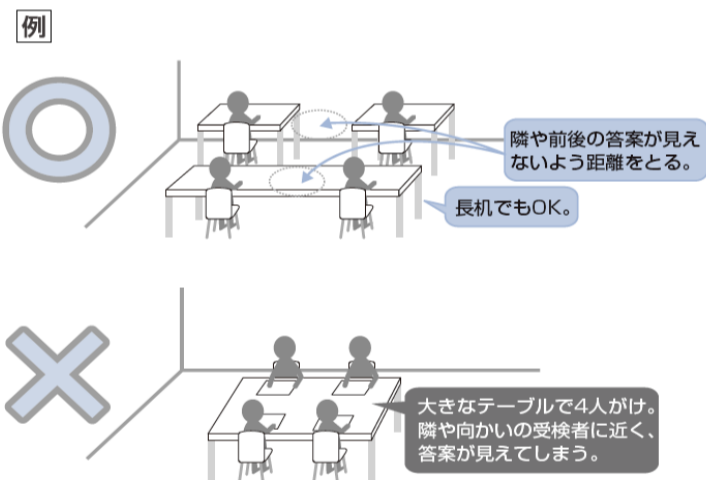 例
隣や前後の答案が見え
ないよう距離をとる。
長机でもOK。
大きなテーブルで4人がけ。
隣や向かいの受検者に近く、
答案が見えてしまう。